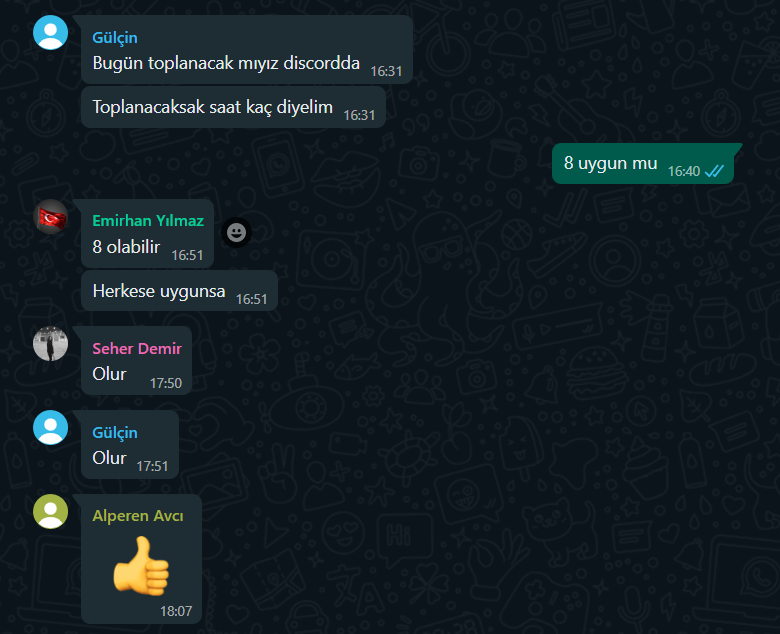 Gülçin
Bugün toplanacak mıyız discordda 16:31
Toplanacaksak saat kaç diyelim 16:31
8 uygun mu 16:40
Emirhan Yılmaz
8 olabilir 16:51
Herkese uygunsa 16:51
Seher Demir
Olur 17:50
Gülçin
Olur 17:51
Alperen Avcı
👍
18:07